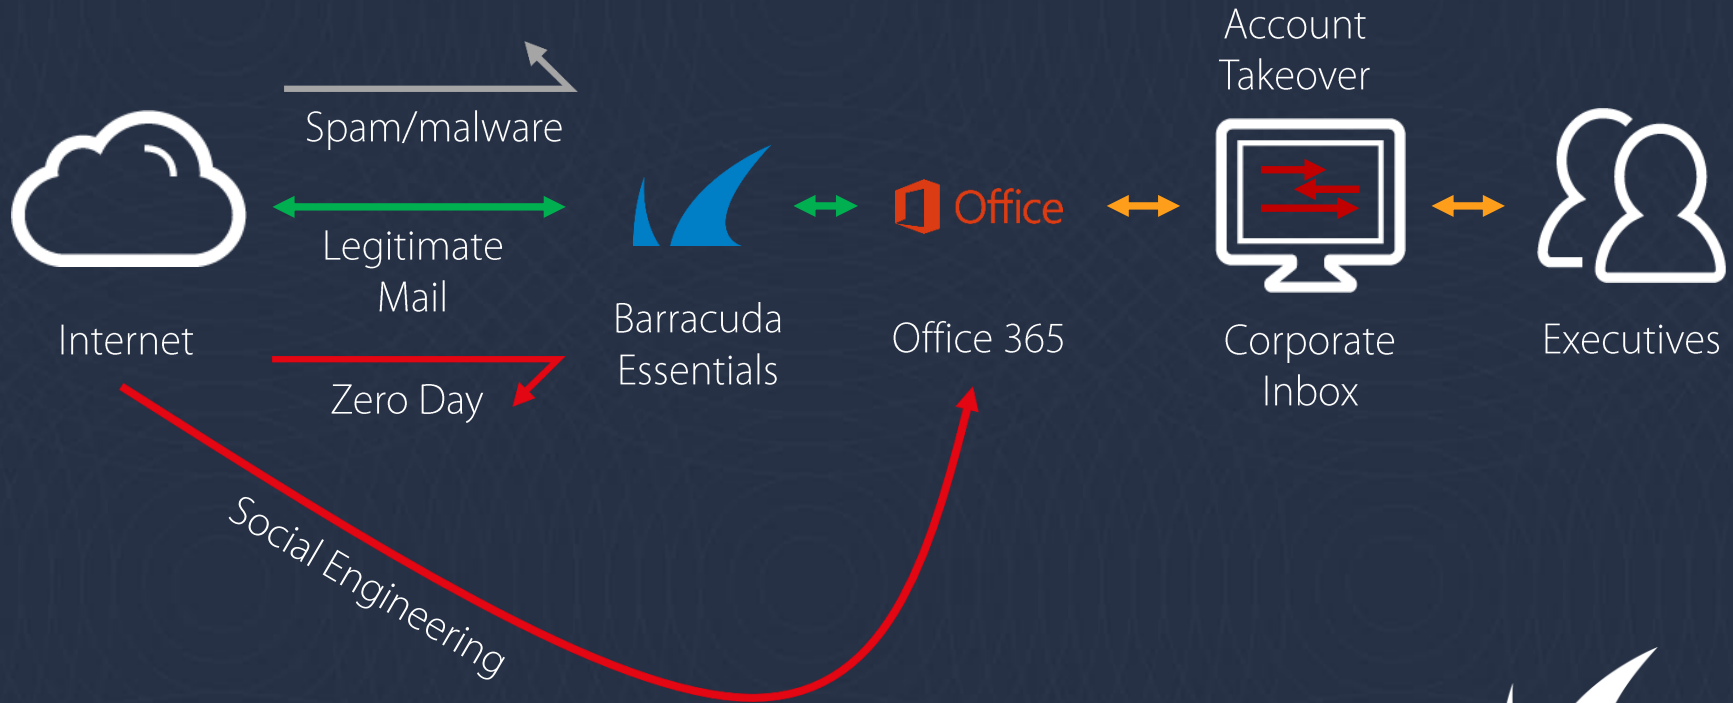 Account
Takeover
Spam/malware
Legitimate
Mail
Office
Internet
Barracuda
Essentials
Office 365
Corporate
Inbox
Executives
Zero Day
Social Engineering